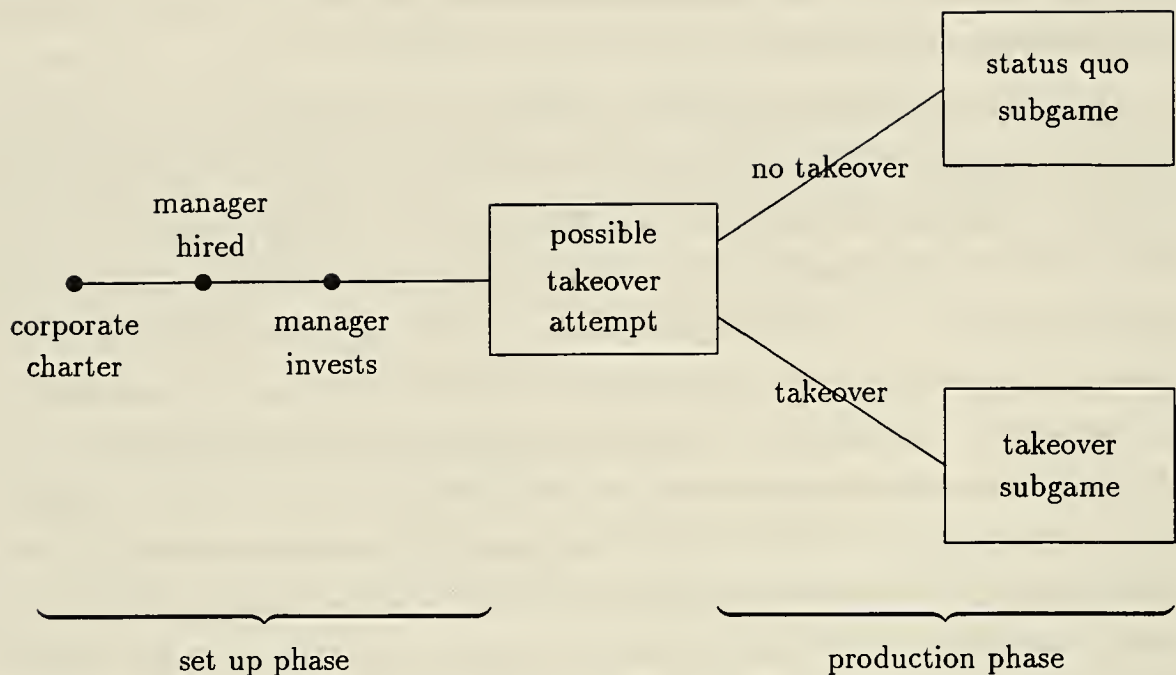 corporate
charter
manager
hired
manager
invests
possible
takeover
attempt
no takeover
takeover
status quo
subgame
takeover
subgame
set up phase
production phase